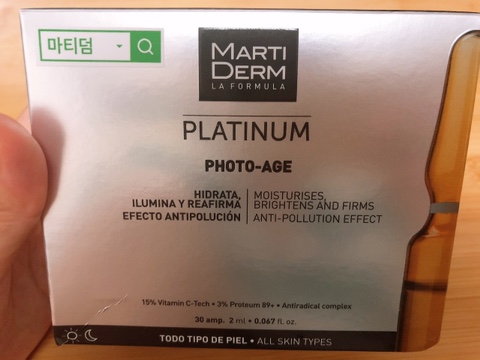 마티덤
MARTI
DERM
LA FORMULA
PLATINUM
PHOTO-AGE
HIDRATA,
ILUMINA Y REAFIRMA
EFECTO ANTIPOLUCIÓN
MOISTURISES,
BRIGHTENS AND FIRMS
ANTI-POLLUTION EFFECT
15% Vitamin C-Tech • 3% Proteum 89+ • Antiradical complex
30 amp. 2 ml • 0.067 fl. oz.
TODO TIPO DE PIEL • ALL SKIN TYPES